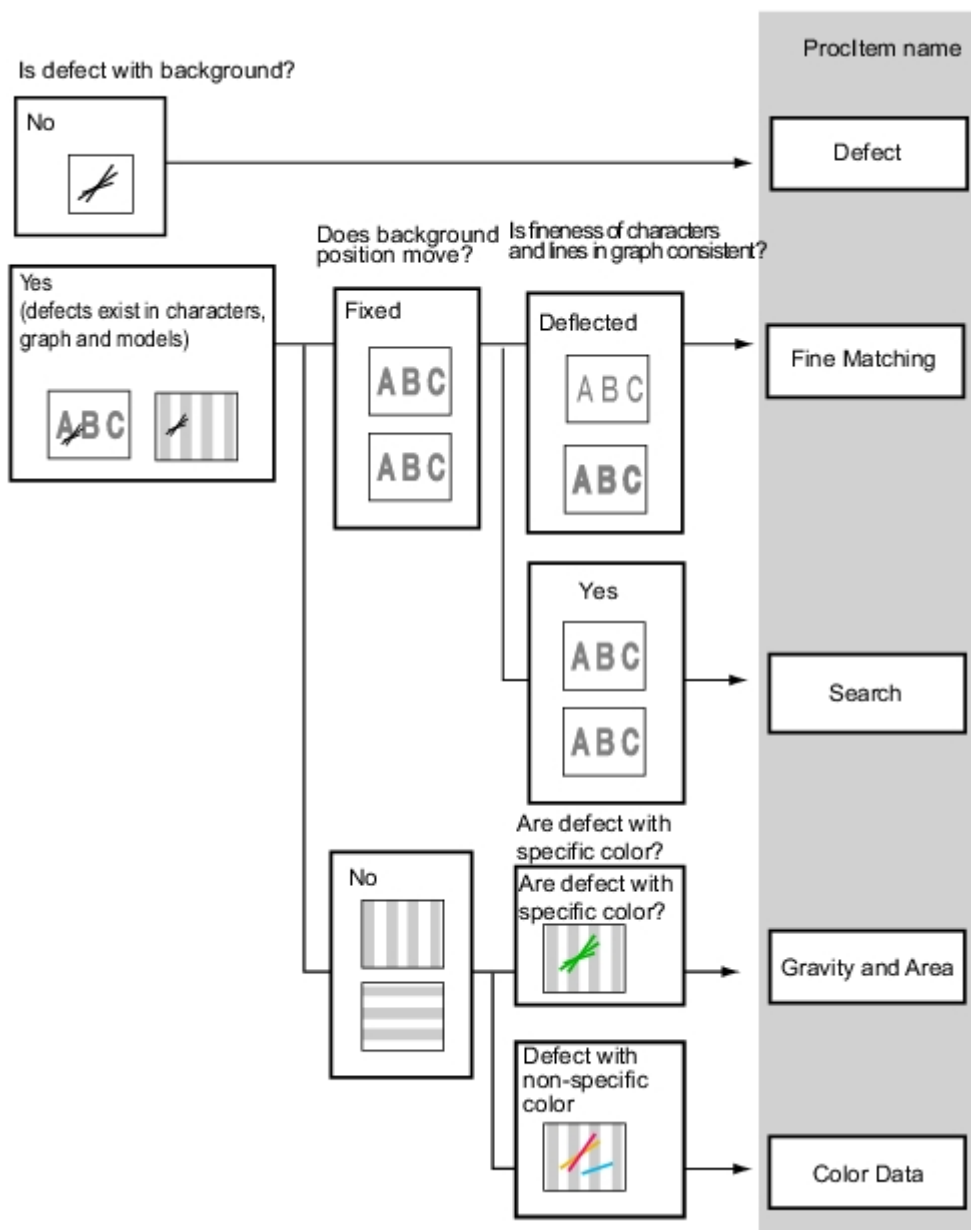 ProcItem name
Is defect with background?
No
Defect
Does background
position move?
Is fineness of characters
and lines in graph consistent?
Yes
(defects exist in characters,
graph and models)
ABC
Fixed
ABC
ABC
Deflected
ABC
ABC
Fine Matching
Yes
ABC
ABC
Search
Are defect with
specific color?
No
Are defect with
specific color?
Gravity and Area
Defect with
non-specific
color
Color Data